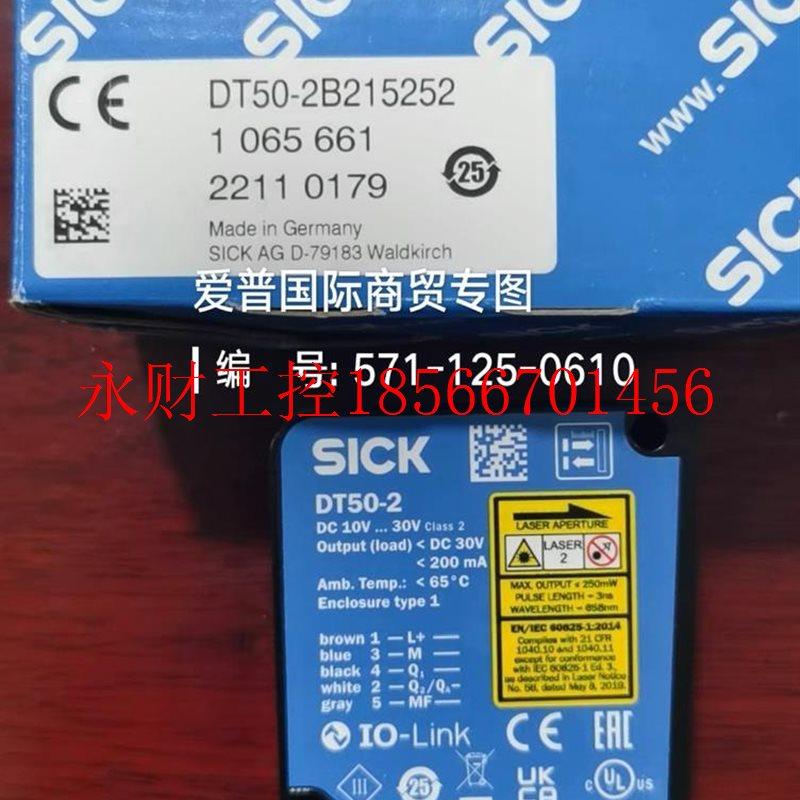 SICK
SICK
SICK
SICK
www.
DT50-2B215252
1 065 661
2211 0179
25
Made in Germany
SICK AG D-79183 Waldkirch
爱普国际商贸专图
编 号: 571-125-0610
永财工控18566701456
SICK
DT50-2
DC 10V ... 30V Class 2
Output (load) < DC 30V
< 200 mA
Amb. Temp.: < 65°C
Enclosure type 1
brown 1 — L+ —
blue 3 — M —
black 4 — Q₁ —
white 2 — Q₂/Qₐ—
gray 5 — MF—
IO-Link
LASER APERTURE
LASER
2
MAX. OUTPUT ≤ 250mW
PULSE LENGTH = 3ns
WAVELENGTH = 658nm
EN/IEC 60825-1:2014
Complies with 21 CFR
1040.10 and 1040.11
except for conformance
with IEC 60825-1 Ed. 3.
as described in Laser Notice
No. 56, dated May 8, 2019.
CE
EAC
III
25
UK
CA
c UL us